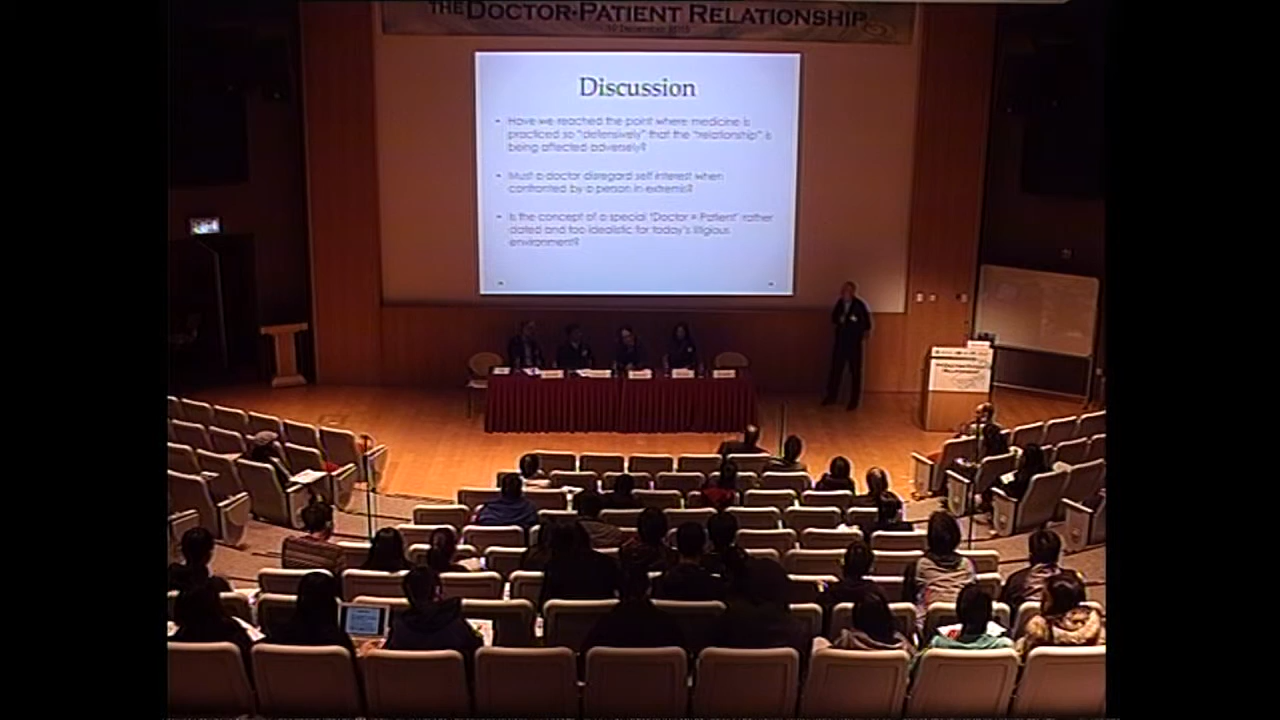 THE DOCTOR-PATIENT RELATIONSHIP
Discussion
Have we reached the point where medicine is
practiced so "defensively" that the "relationship" is
being affected adversely?
Must a doctor disregard self interest when
confronted by a person in extremis?
Is the concept of a special 'Doctor = Patient' rather
dated and too idealistic for today's litigious
environment?